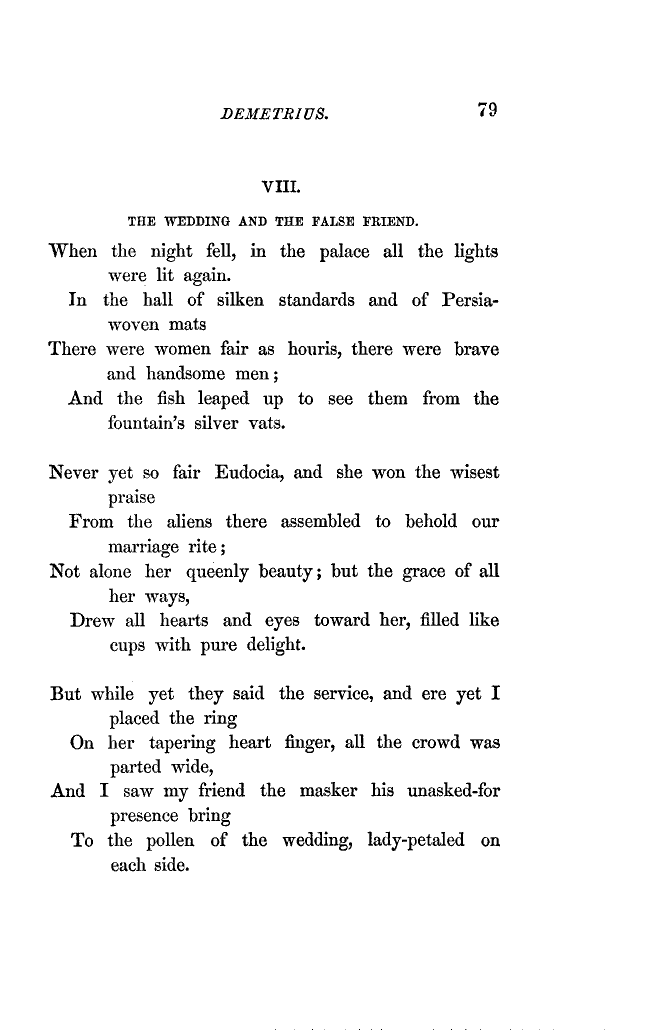 DEMETRIUS. 79
VIII.
THE WEDDING AND THE FALSE FRIEND.
When the night fell, in the palace all the lights
were lit again.
In the hall of silken standards and of Persia-
woven mats
There were women fair as houris, there were brave
and handsome men;
And the fish leaped up to see them from the
fountain's silver vats.
Never yet so fair Eudocia, and she won the wisest
praise
From the aliens there assembled to behold our
marriage rite;
Not alone her queenly beauty; but the grace of all
her ways,
Drew all hearts and eyes toward her, filled like
cups with pure delight.
But while yet they said the service, and ere yet I
placed the ring
On her tapering heart finger, all the crowd was
parted wide,
And I saw my friend the masker his unasked-for
presence bring
To the pollen of the wedding, lady-petaled on
each side.